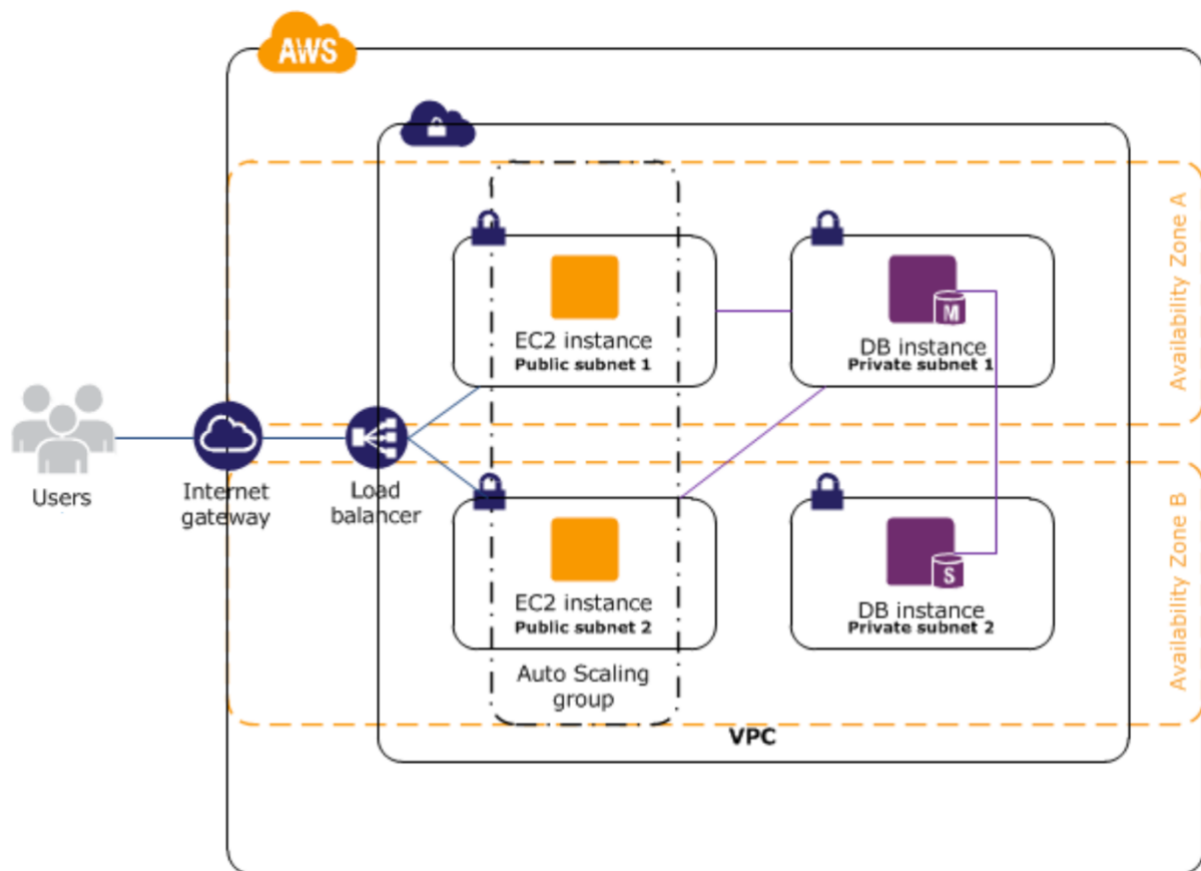 AWS
Availability Zone A
EC2 instance
Public subnet 1
M
DB instance
Private subnet 1
Users
Internet
gateway
Load
balancer
Availability Zone B
EC2 instance
Public subnet 2
S
DB instance
Private subnet 2
Auto Scaling
group
VPC